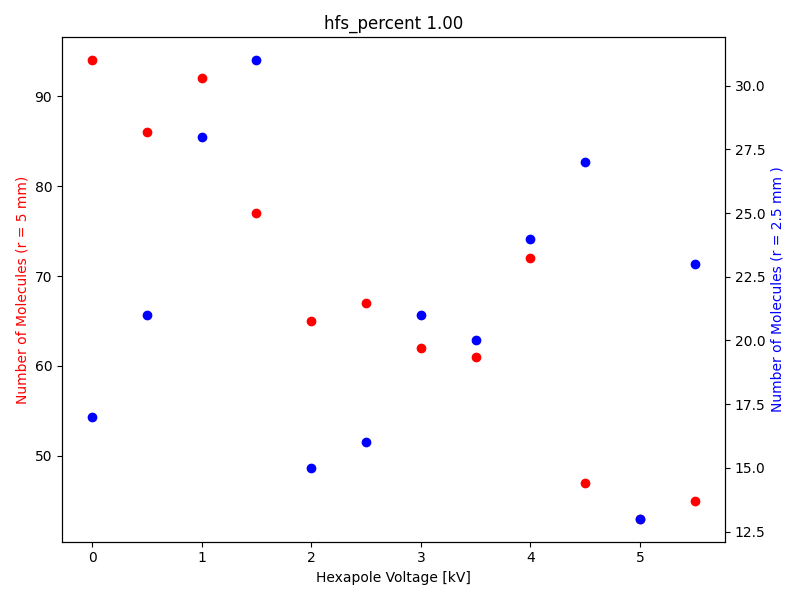 hfs_percent 1.00
Number of Molecules (r = 5 mm)
90
80
70
60
50
30.0
27.5
25.0
22.5
20.0
17.5
15.0
12.5
Number of Molecules (r = 2.5 mm )
0 1 2 3 4 5
Hexapole Voltage [kV]